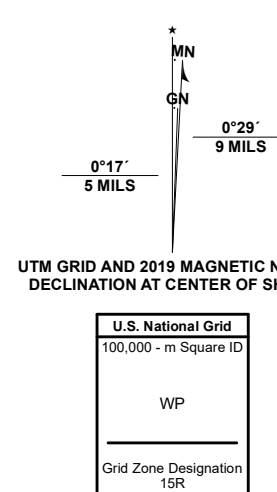 ★
MN
GN
0°29´
9 MILS
0°17´
5 MILS
UTM GRID AND 2019 MAGNETIC N
DECLINATION AT CENTER OF SH
U.S. National Grid
100,000 - m Square ID
WP
Grid Zone Designation
15R